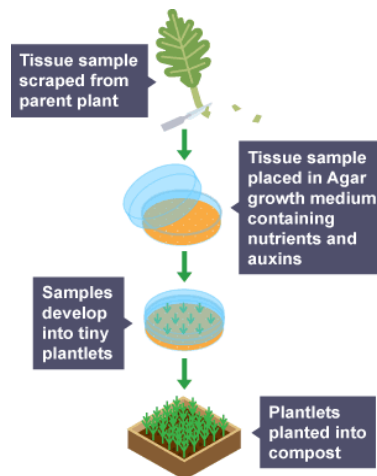 Tissue sample
scraped from
parent plant
Tissue sample
placed in Agar
growth medium
containing
nutrients and
auxins
Samples
develop
into tiny
plantlets
Plantlets
planted into
compost